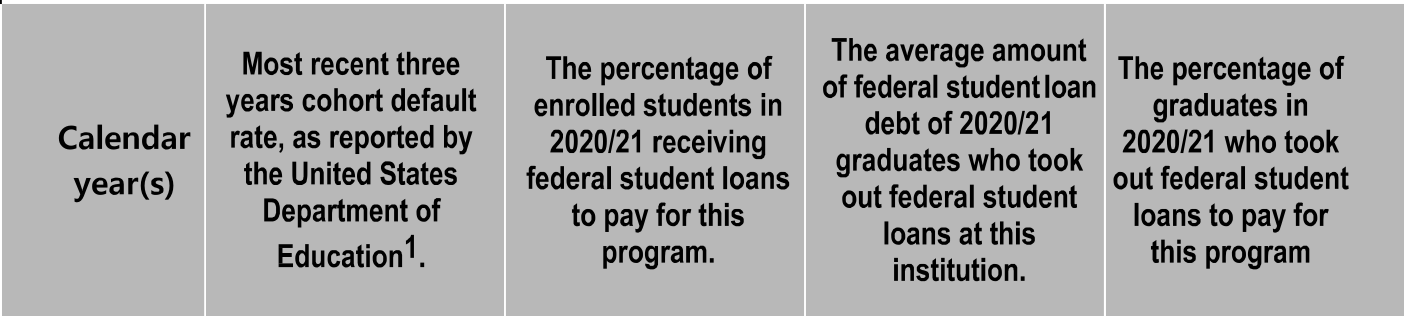 Calendar
year(s)
Most recent three
years cohort default
rate, as reported by
the United States
Department of
Education1.
The percentage of
enrolled students in
2020/21 receiving
federal student loans
to pay for this
program.
The average amount
of federal student loan
debt of 2020/21
graduates who took
out federal student
loans at this
institution.
The percentage of
graduates in
2020/21 who took
out federal student
loans to pay for
this program